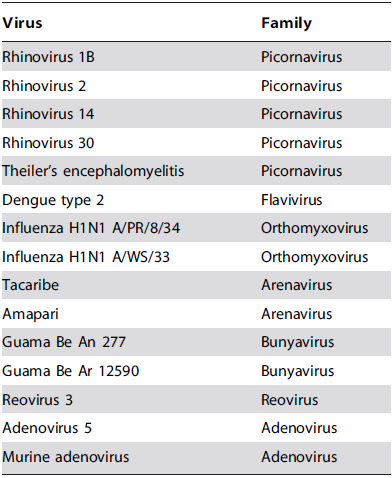 Virus Family
Rhinovirus 1B Picornavirus
Rhinovirus 2 Picornavirus
Rhinovirus 14 Picornavirus
Rhinovirus 30 Picornavirus
Theiler's encephalomyelitis Picornavirus
Dengue type 2 Flavivirus
Influenza H1N1 A/PR/8/34 Orthomyxovirus
Influenza H1N1 A/WS/33 Orthomyxovirus
Tacaribe Arenavirus
Amapari Arenavirus
Guama Be An 277 Bunyavirus
Guama Be Ar 12590 Bunyavirus
Reovirus 3 Reovirus
Adenovirus 5 Adenovirus
Murine adenovirus Adenovirus